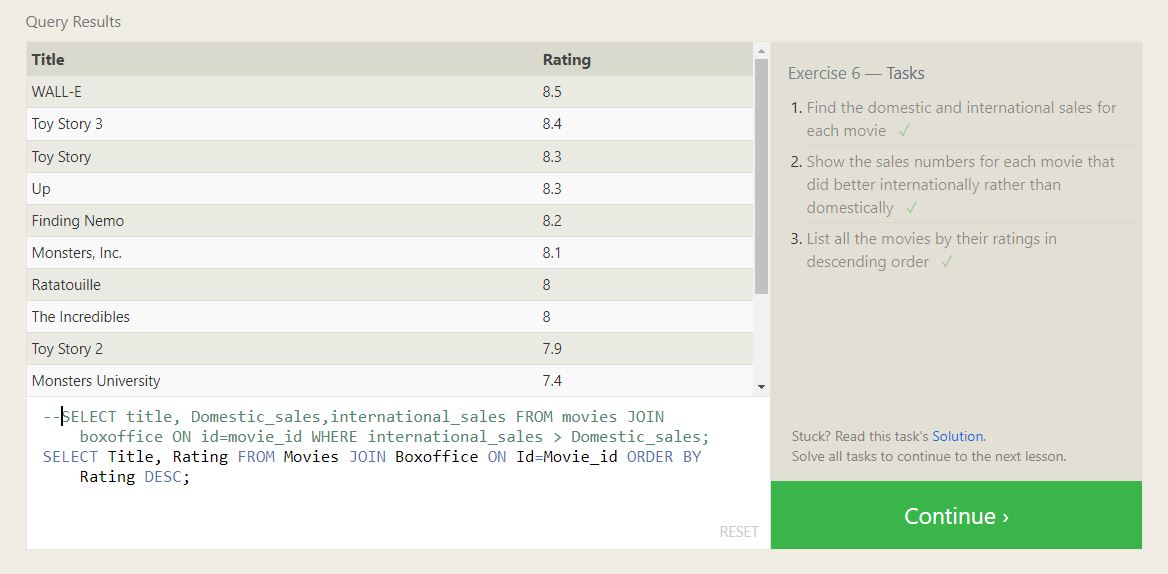 Query Results
Title Rating
WALL-E 8.5
Toy Story 3 8.4
Toy Story 8.3
Up 8.3
Finding Nemo 8.2
Monsters, Inc. 8.1
Ratatouille 8
The Incredibles 8
Toy Story 2 7.9
Monsters University 7.4
--SELECT title, Domestic_sales,international_sales FROM movies JOIN
boxoffice ON id=movie_id WHERE international_sales > Domestic_sales;
SELECT Title, Rating FROM Movies JOIN Boxoffice ON Id=Movie_id ORDER BY
Rating DESC;
RESET
Exercise 6 — Tasks
1. Find the domestic and international sales for
each movie ✓
2. Show the sales numbers for each movie that
did better internationally rather than
domestically ✓
3. List all the movies by their ratings in
descending order ✓
Stuck? Read this task's Solution.
Solve all tasks to continue to the next lesson.
Continue ›